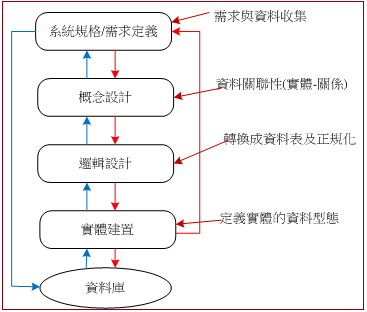 需求與資料收集
系統規格/需求定義
資料關聯性(實體-關係)
概念設計
轉換成資料表及正規化
邏輯設計
定義實體的資料型態
實體建置
資料庫